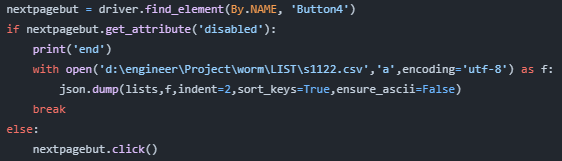 nextpagebut = driver.find_element(By.NAME, 'Button4')
if nextpagebut.get_attribute('disabled'):
    print('end')
    with open('d:\engineer\Project\worm\LIST\s1122.csv','a',encoding='utf-8') as f:
        json.dump(lists,f,indent=2,sort_keys=True,ensure_ascii=False)
    break
else:
    nextpagebut.click()